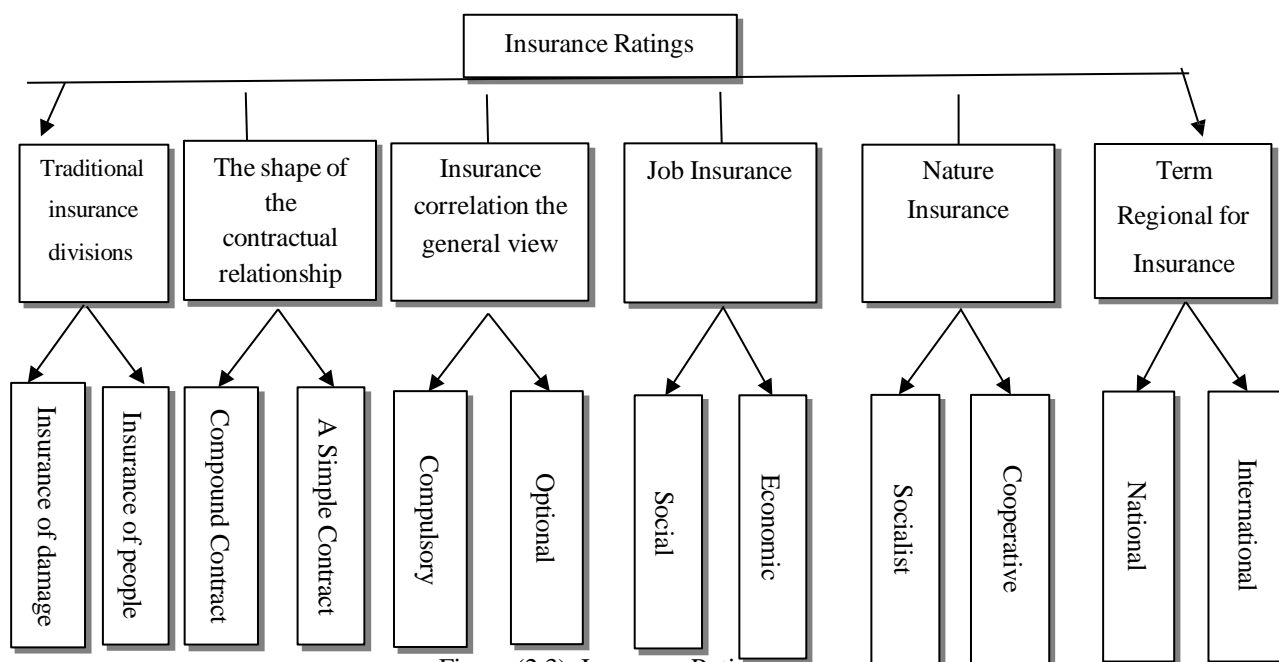 Insurance Ratings
Traditional
insurance
divisions
The shape of
the
contractual
relationship
Insurance
correlation the
general view
Job Insurance
Nature
Insurance
Term
Regional for
Insurance
Insurance of damage
Insurance of people
Compound Contract
A Simple Contract
Compulsory
Optional
Social
Economic
Socialist
Cooperative
National
International